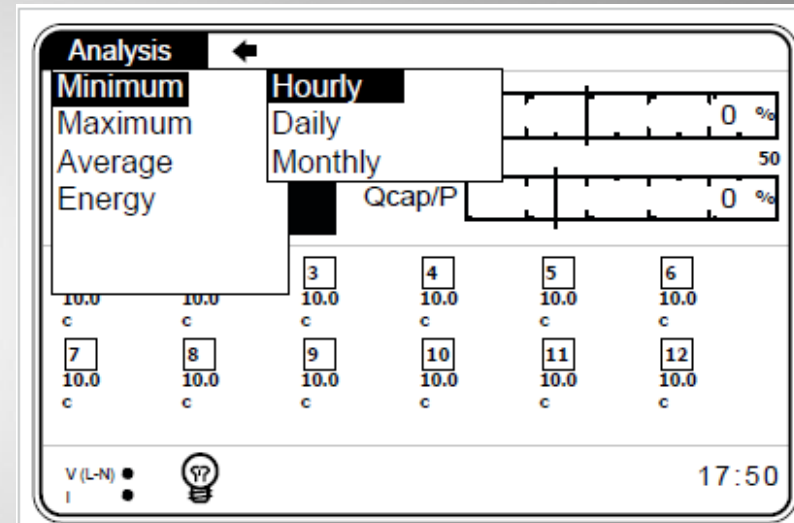 Analysis
Minimum
Maximum
Average
Energy
Hourly
Daily
Monthly
0 %
50
Qcap/P
0 %
3 4 5 6
10.0 10.0 10.0 10.0 10.0 10.0
c c c c c c
7 8 9 10 11 12
10.0 10.0 10.0 10.0 10.0 10.0
c c c c c c
V (L-N)
I
17:50